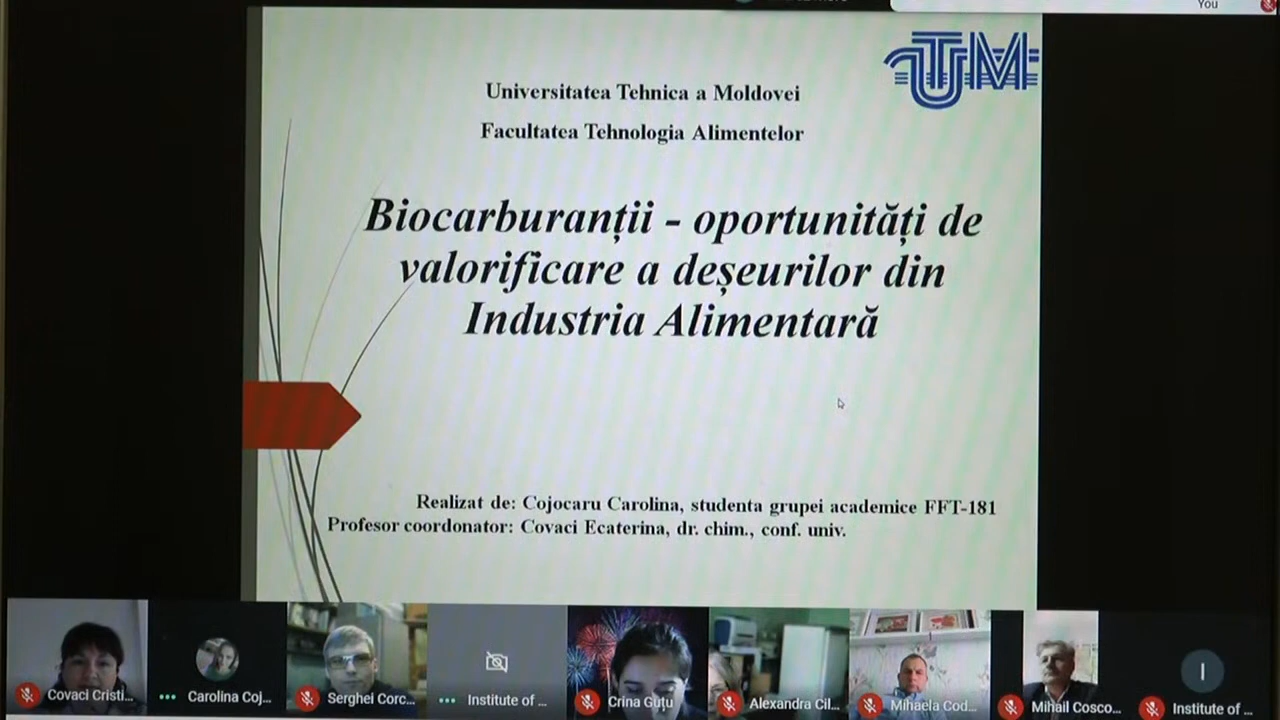 You
UTM
Universitatea Tehnica a Moldovei
Facultatea Tehnologia Alimentelor
Biocarburanții - oportunități de
valorificare a deșeurilor din
Industria Alimentară
Realizat de: Cojocaru Carolina, studenta grupei academice FFT-181
Profesor coordonator: Covaci Ecaterina, dr. chim., conf. univ.
Covaci Cristi...
Carolina Coj...
Serghei Corc...
Institute of ...
Crina Guțu
Alexandra Cil...
Mihaela Cod...
Mihail Cosco...
I
Institute of ...